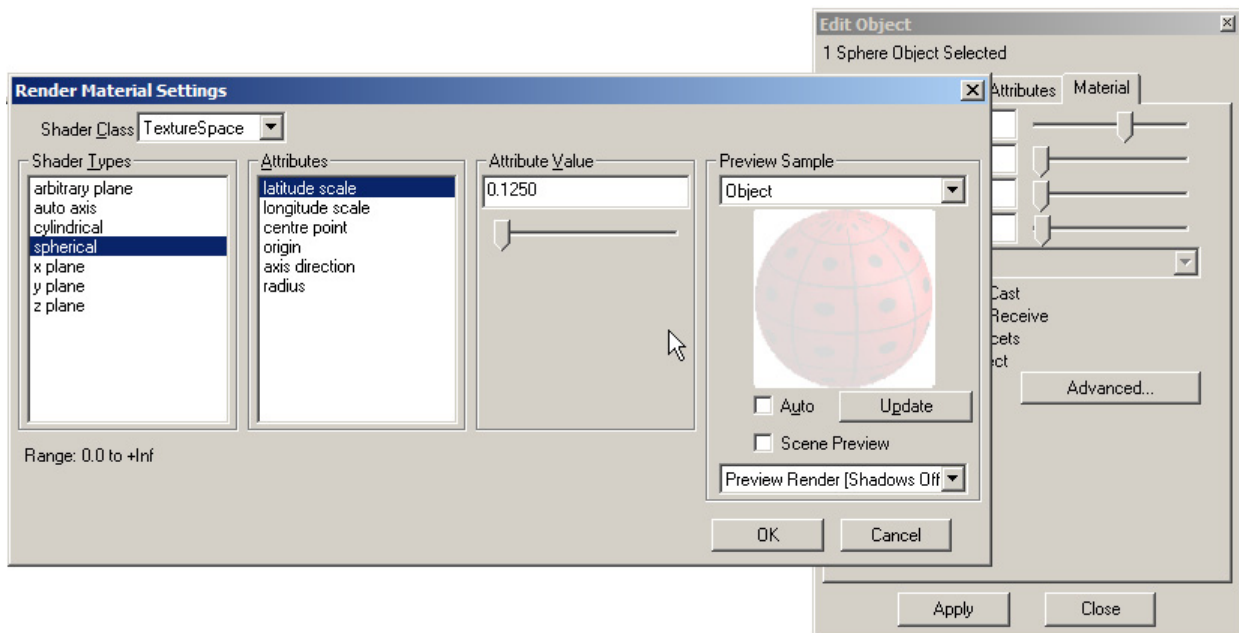 Edit Object
1 Sphere Object Selected
Render Material Settings
Attributes Material
Shader Class TextureSpace
Shader Types
arbitrary plane
auto axis
cylindrical
spherical
x plane
y plane
z plane
Attributes
latitude scale
longitude scale
centre point
origin
axis direction
radius
Attribute Value
0.1250
Preview Sample
Object
Auto Update
Scene Preview
Preview Render [Shadows Off
Range: 0.0 to +Inf
OK Cancel
Cast
Receive
cets
ct
Advanced...
Apply Close